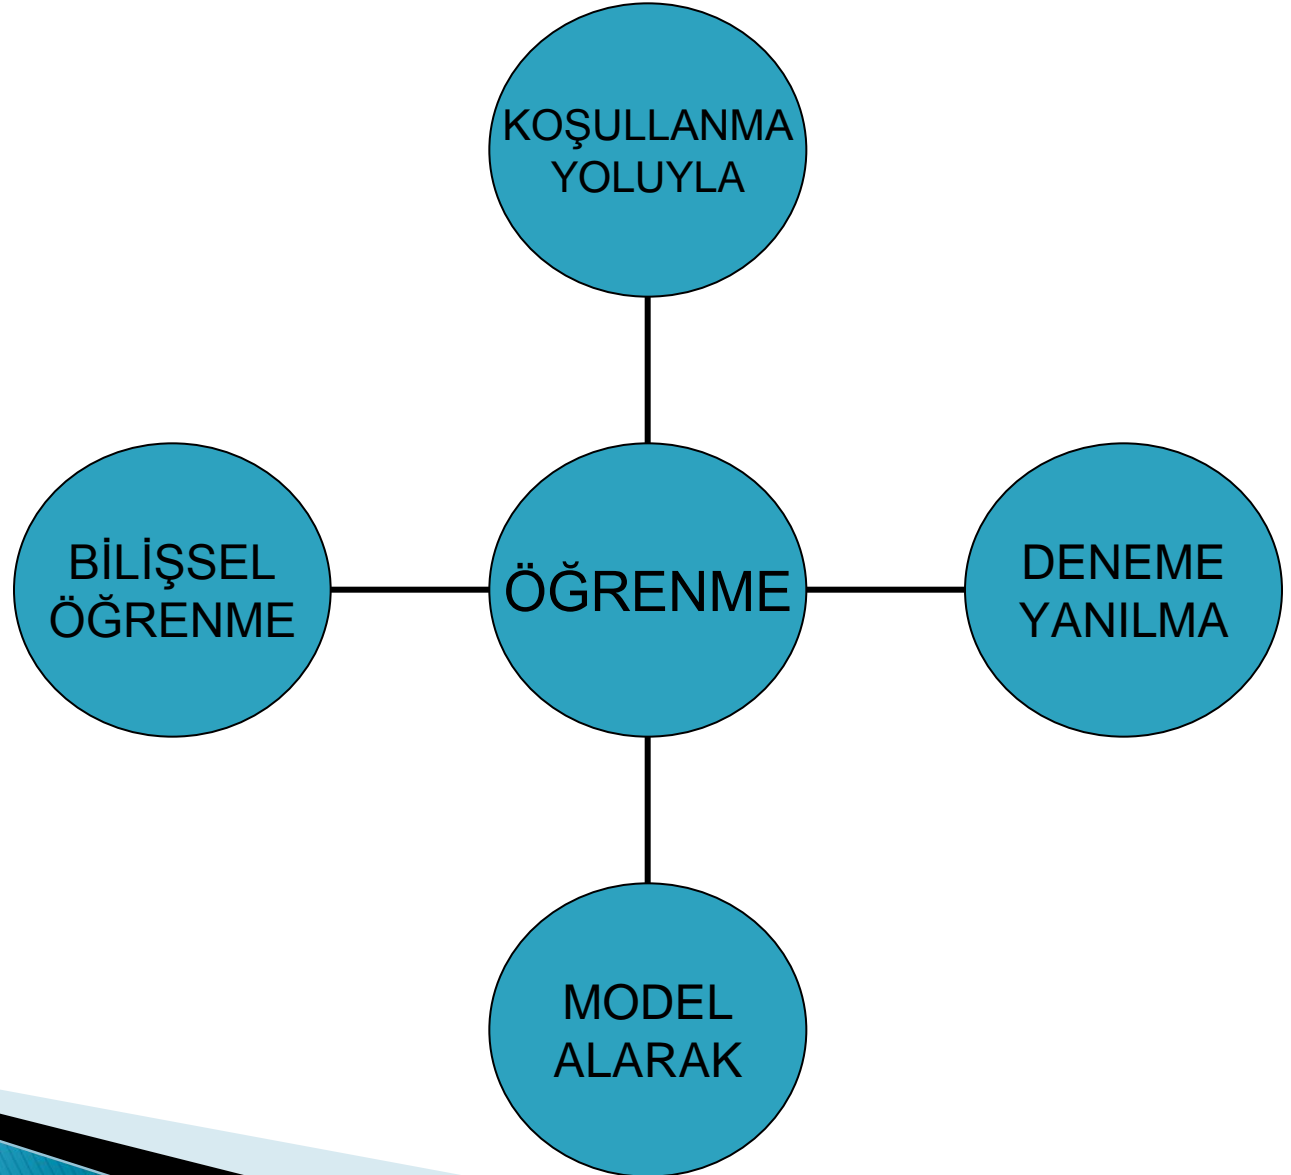 KOŞULLANMA
YOLUYLA
BİLİŞSEL
ÖĞRENME
ÖĞRENME
DENEME
YANILMA
MODEL
ALARAK